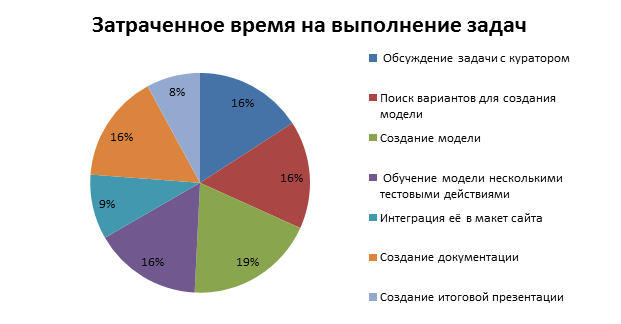 Затраченное время на выполнение задач
16%
16%
19%
16%
9%
16%
8%
Обсуждение задачи с куратором
Поиск вариантов для создания
модели
Создание модели
Обучение модели несколькими
тестовыми действиями
Интеграция её в макет сайта
Создание документации
Создание итоговой презентации